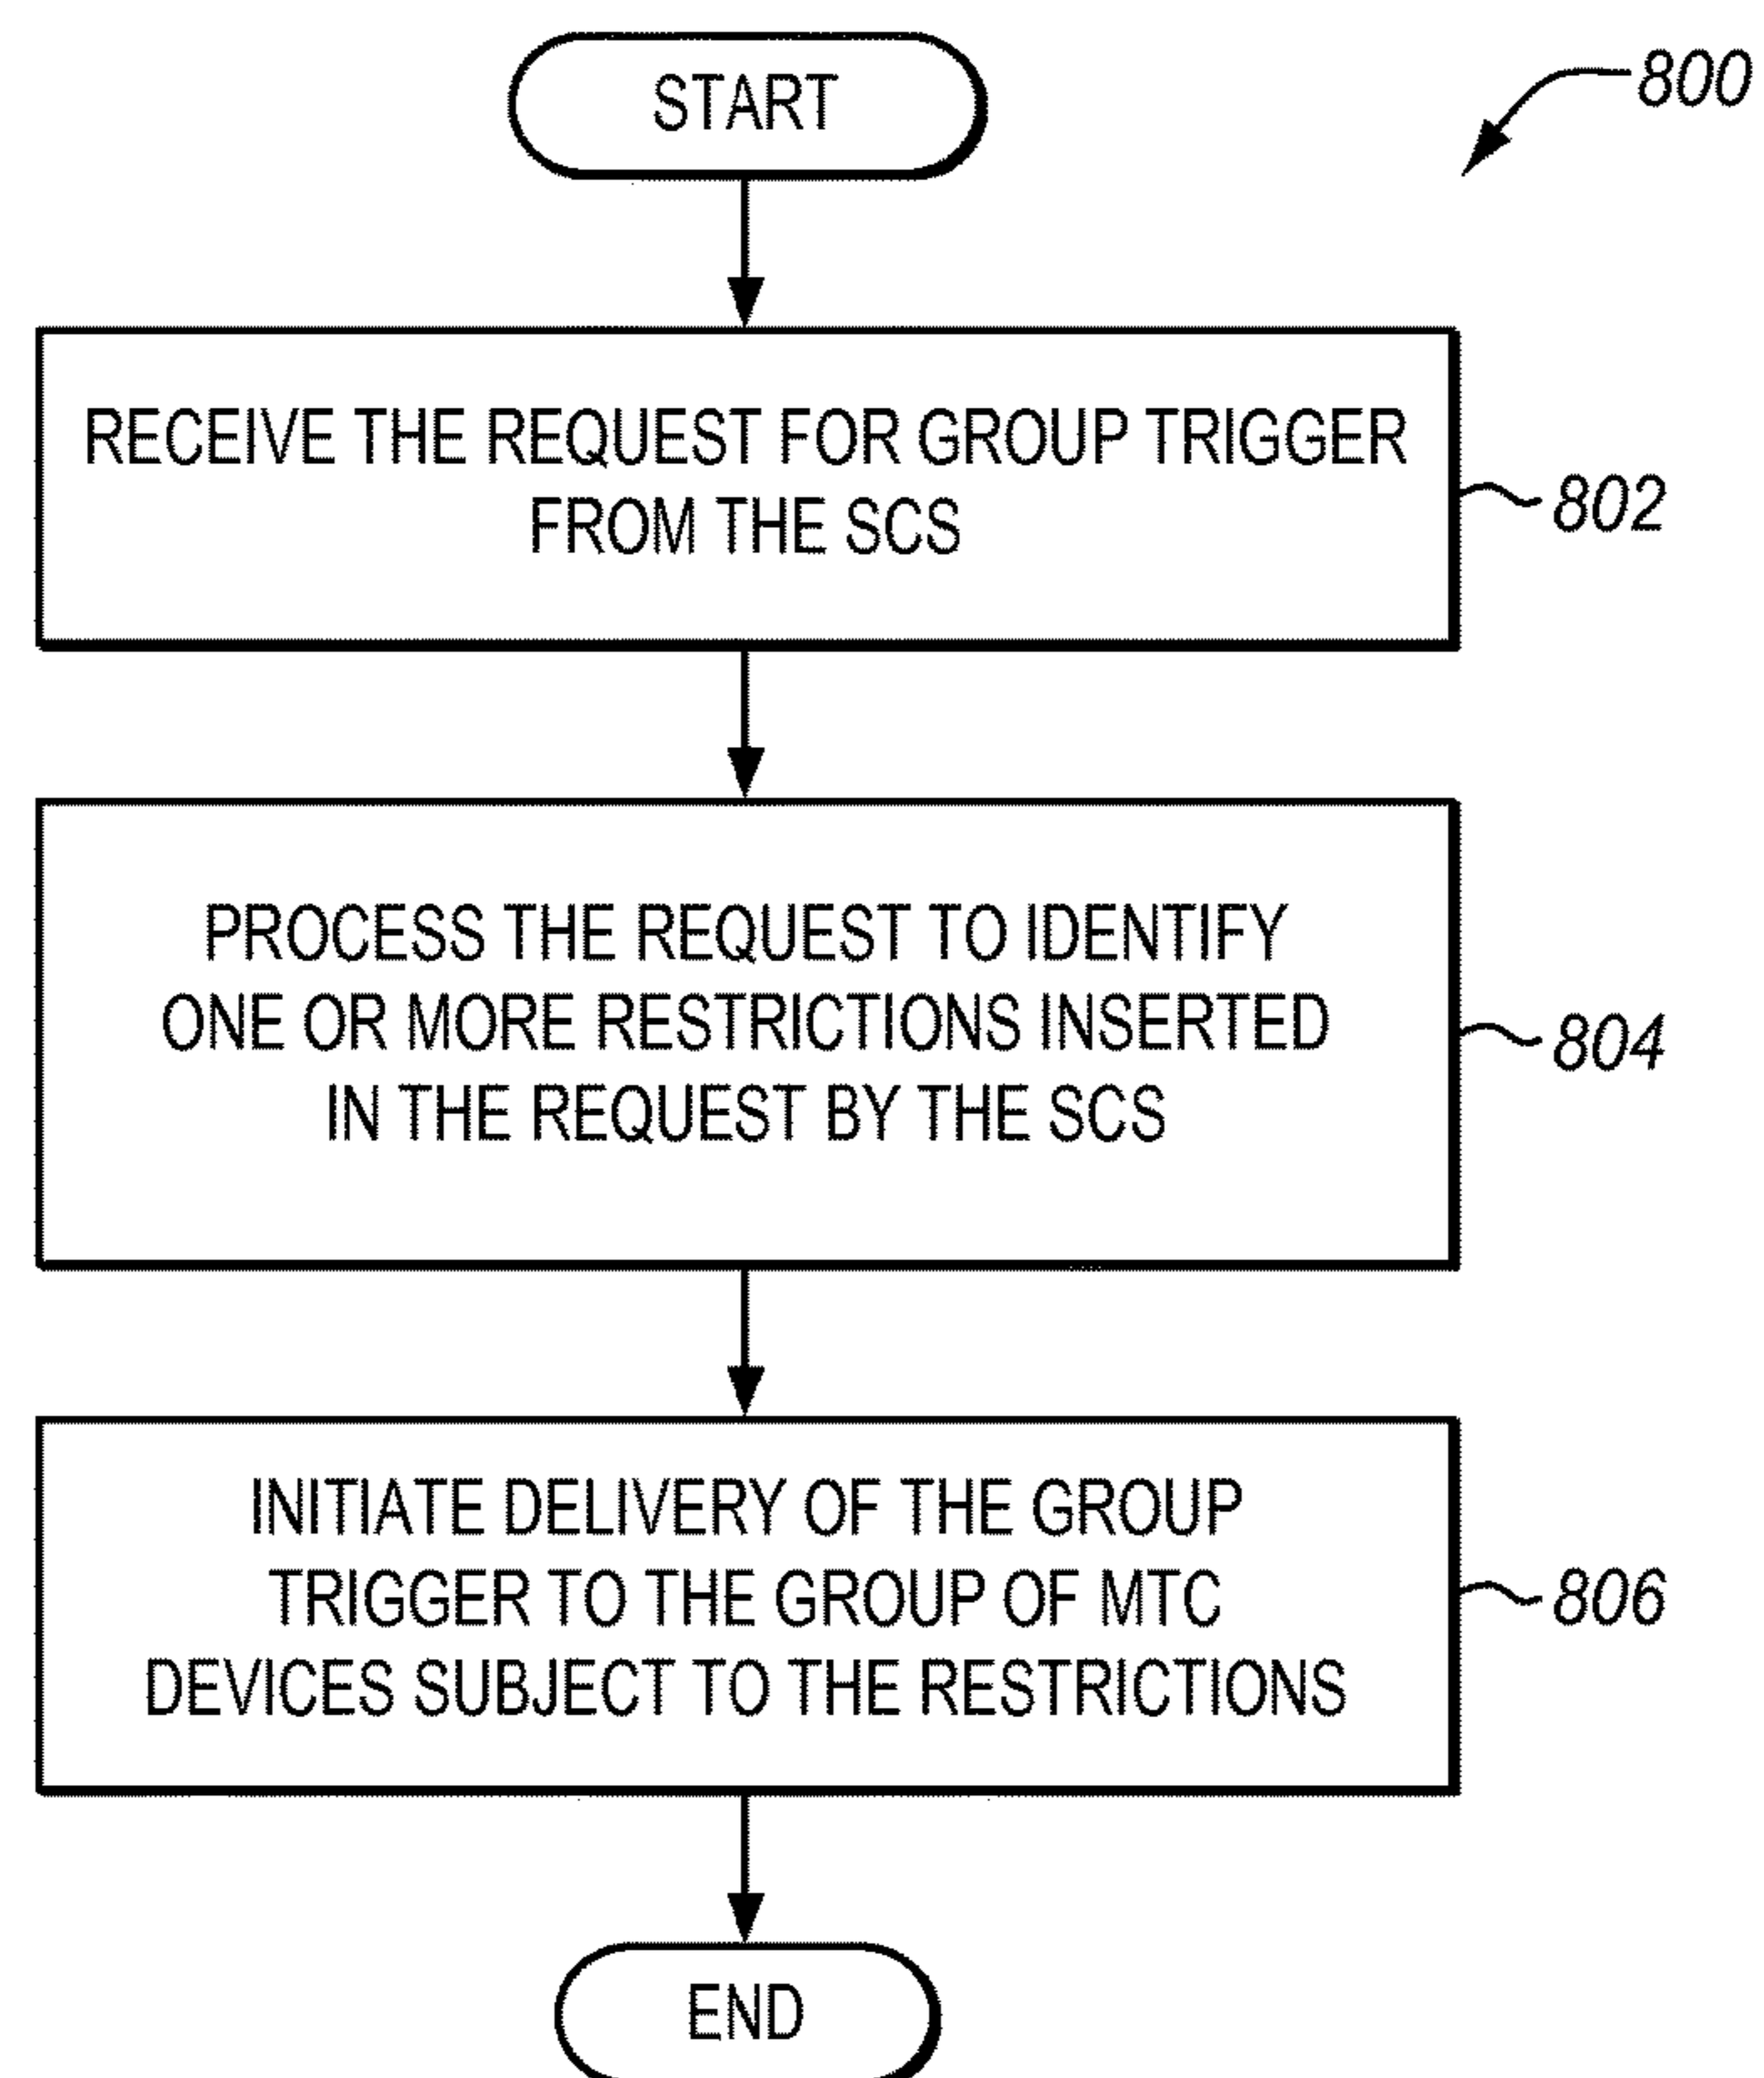 START
800
RECEIVE THE REQUEST FOR GROUP TRIGGER
FROM THE SCS
802
PROCESS THE REQUEST TO IDENTIFY
ONE OR MORE RESTRICTIONS INSERTED
IN THE REQUEST BY THE SCS
804
INITIATE DELIVERY OF THE GROUP
TRIGGER TO THE GROUP OF MTC
DEVICES SUBJECT TO THE RESTRICTIONS
806
END